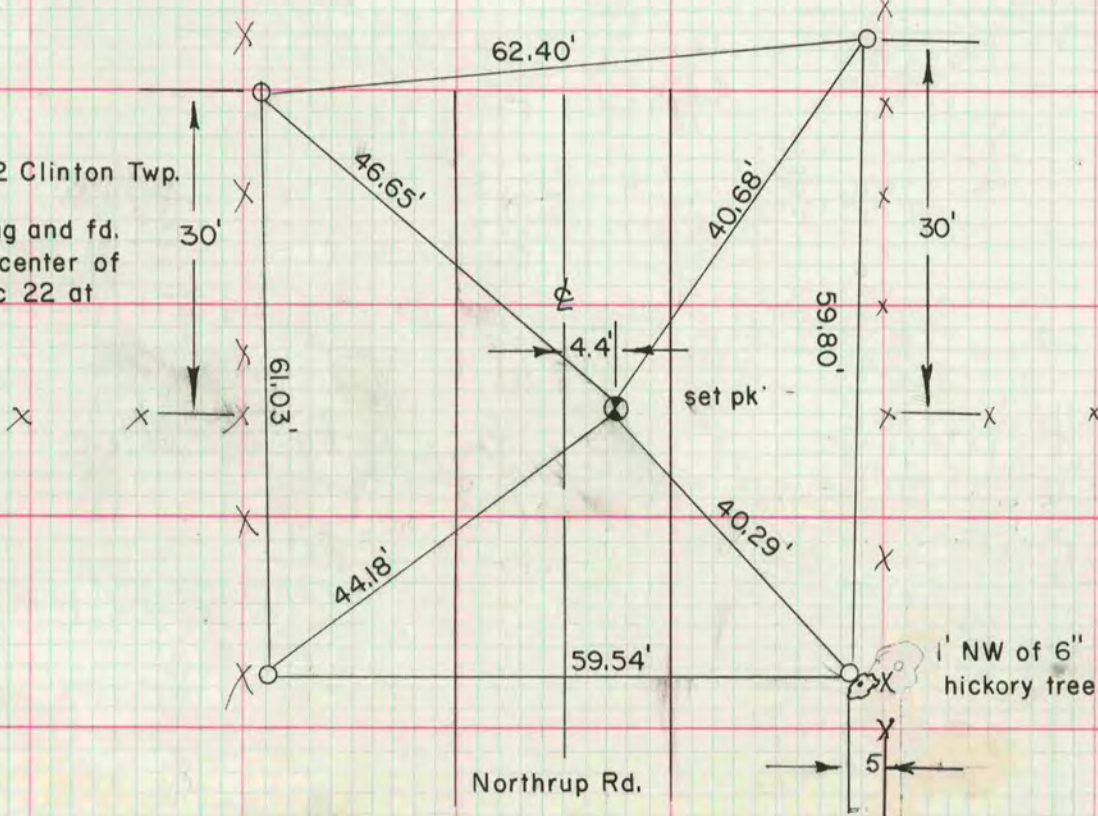 62.40'
2 Clinton Twp.
46.65'
40.68'
g and fd.
30'
30'
center of
c 22 at
℄
59.80'
4.4'
61.03'
set pk
40.29'
44.18'
59.54'
1' NW of 6"
hickory tree
5
Northrup Rd.